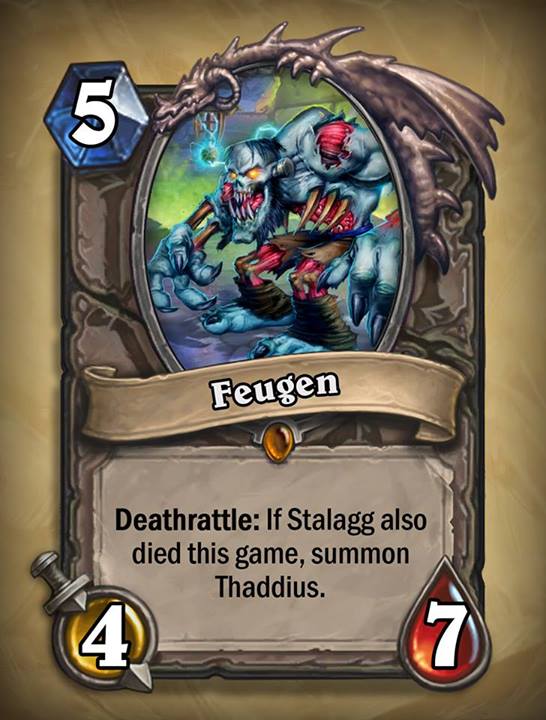 5
Feugen
Deathrattle: If Stalagg also
died this game, summon
Thaddius.
4
7